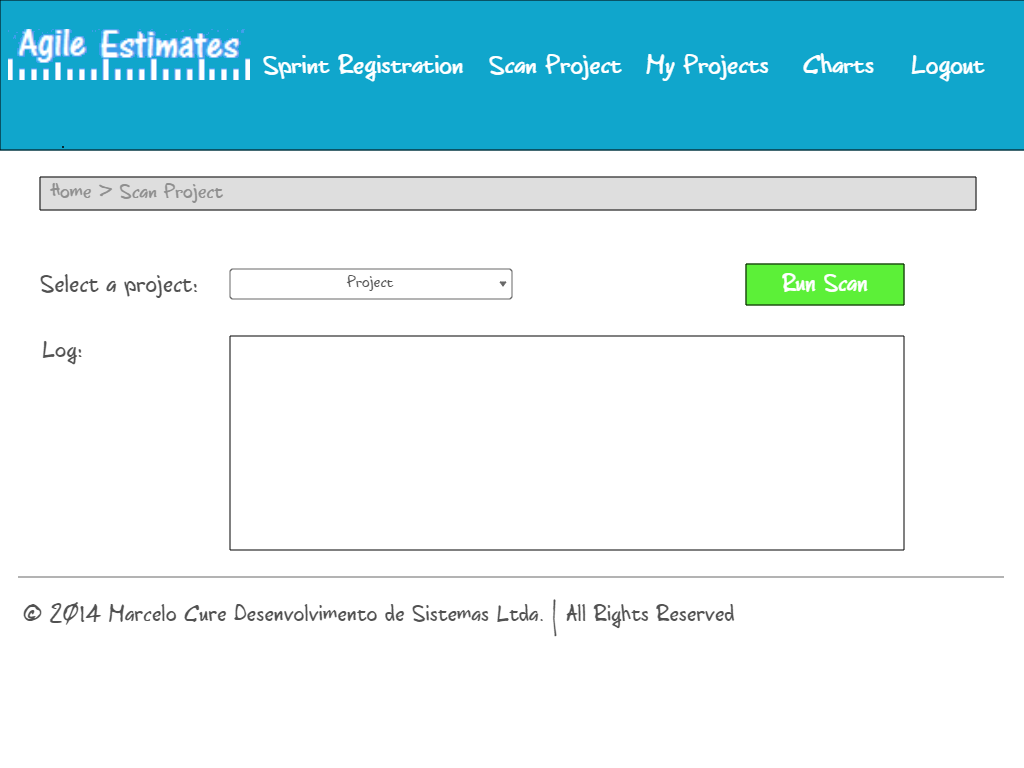 Agile Estimates
Sprint Registration Scan Project My Projects Charts Logout
Home > Scan Project
Select a project: Project Run Scan
Log:
© 2014 Marcelo Cure Desenvolvimento de Sistemas Ltda. | All Rights Reserved